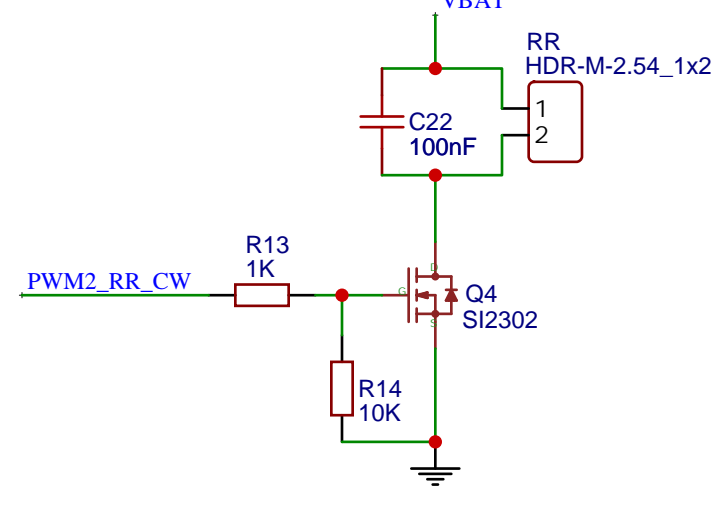 VBAT
RR
HDR-M-2.54_1x2
1
2
C22
100nF
R13
1K
PWM2_RR_CW
D
G
S
Q4
SI2302
R14
10K